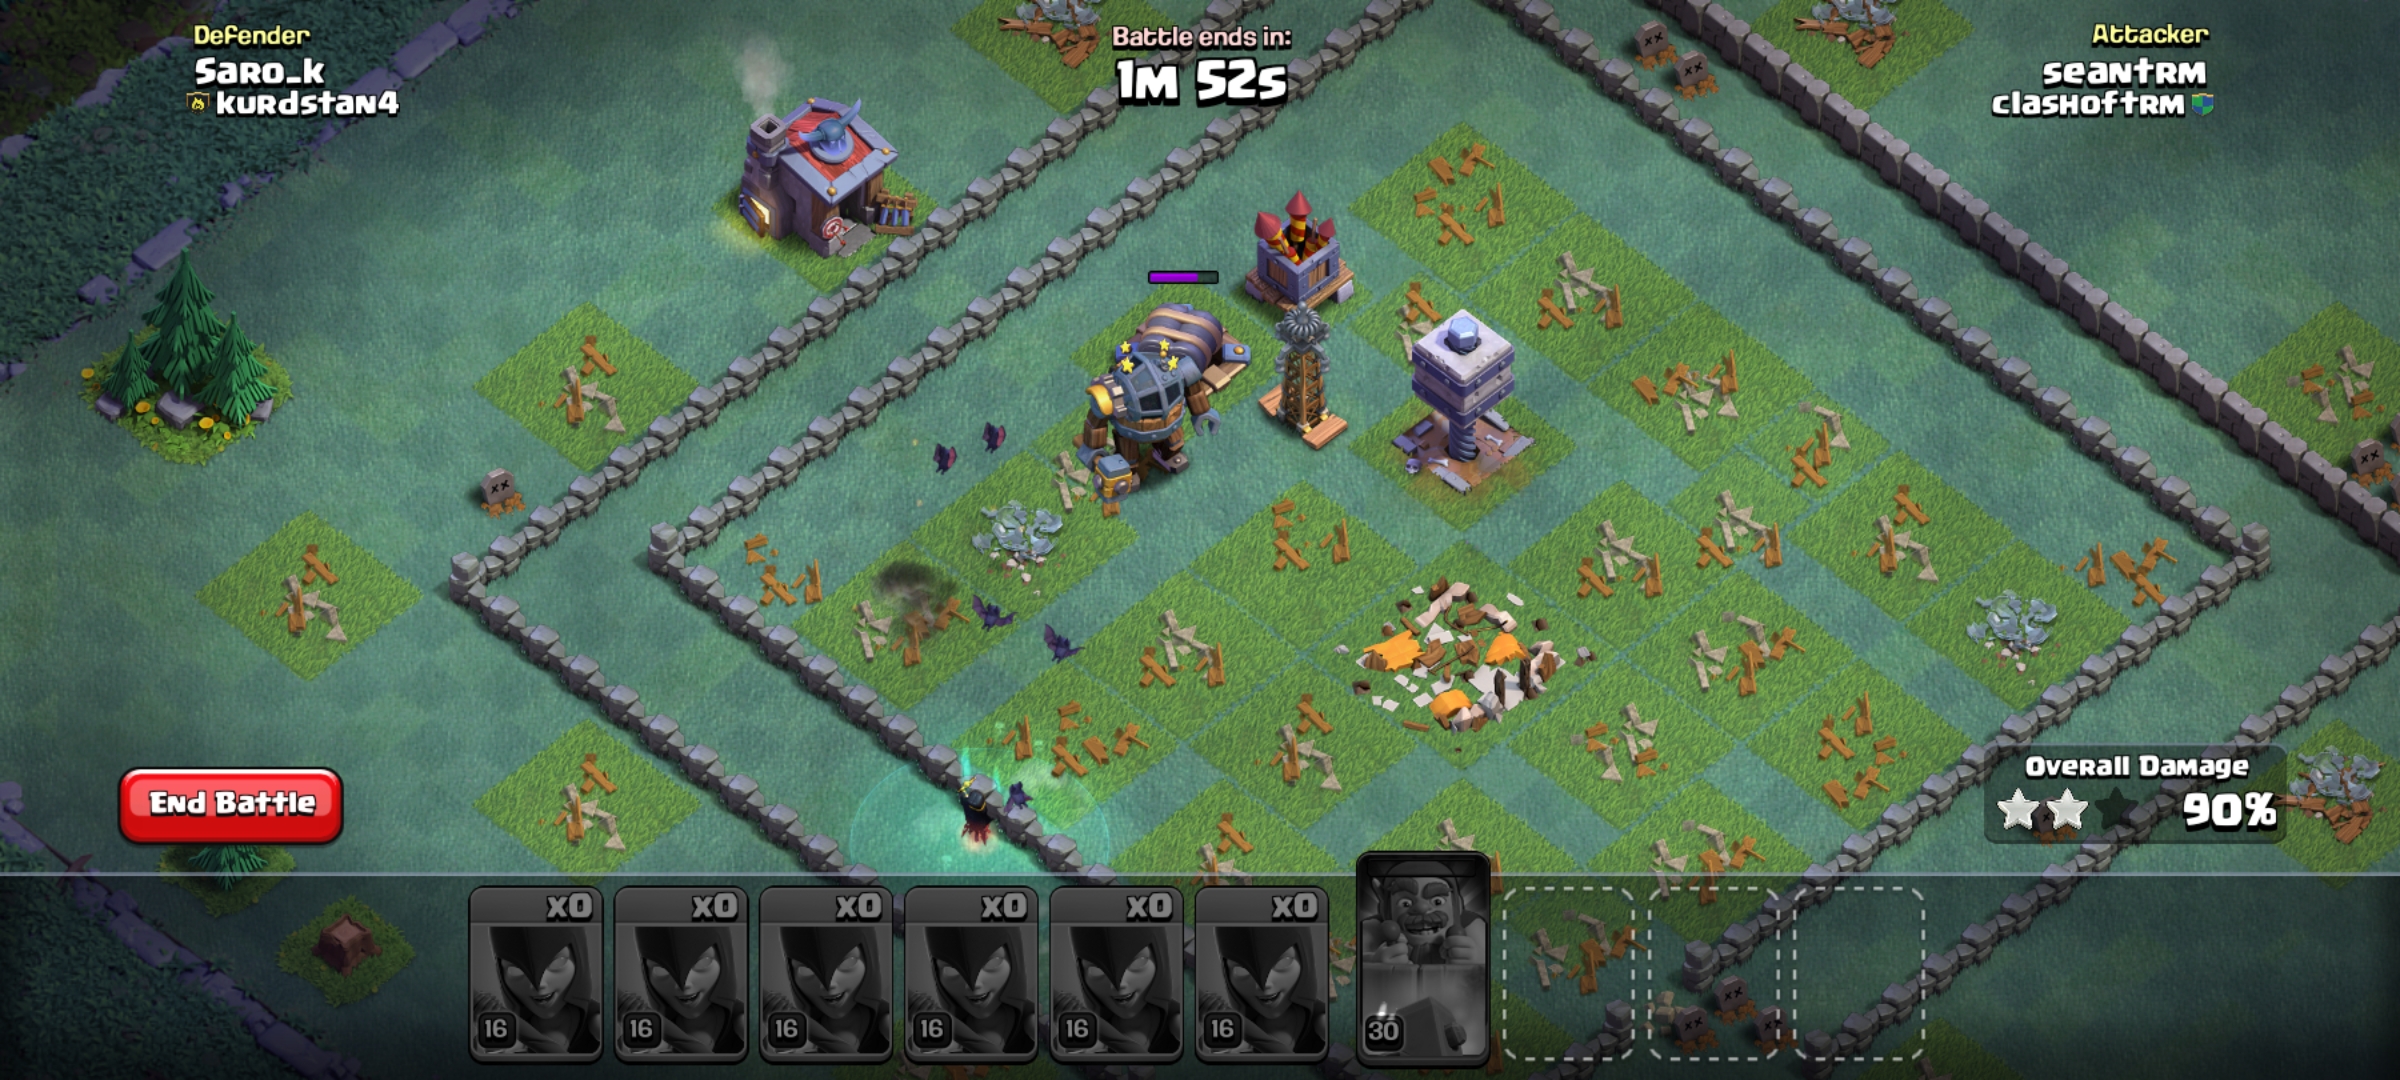 Defender
Saro_k
kurdstan4
Battle ends in:
1M 52s
Attacker
seantrm
clashoftrm
End Battle
Overall Damage
90%
x0
x0
x0
x0
x0
x0
16
16
16
16
16
16
30